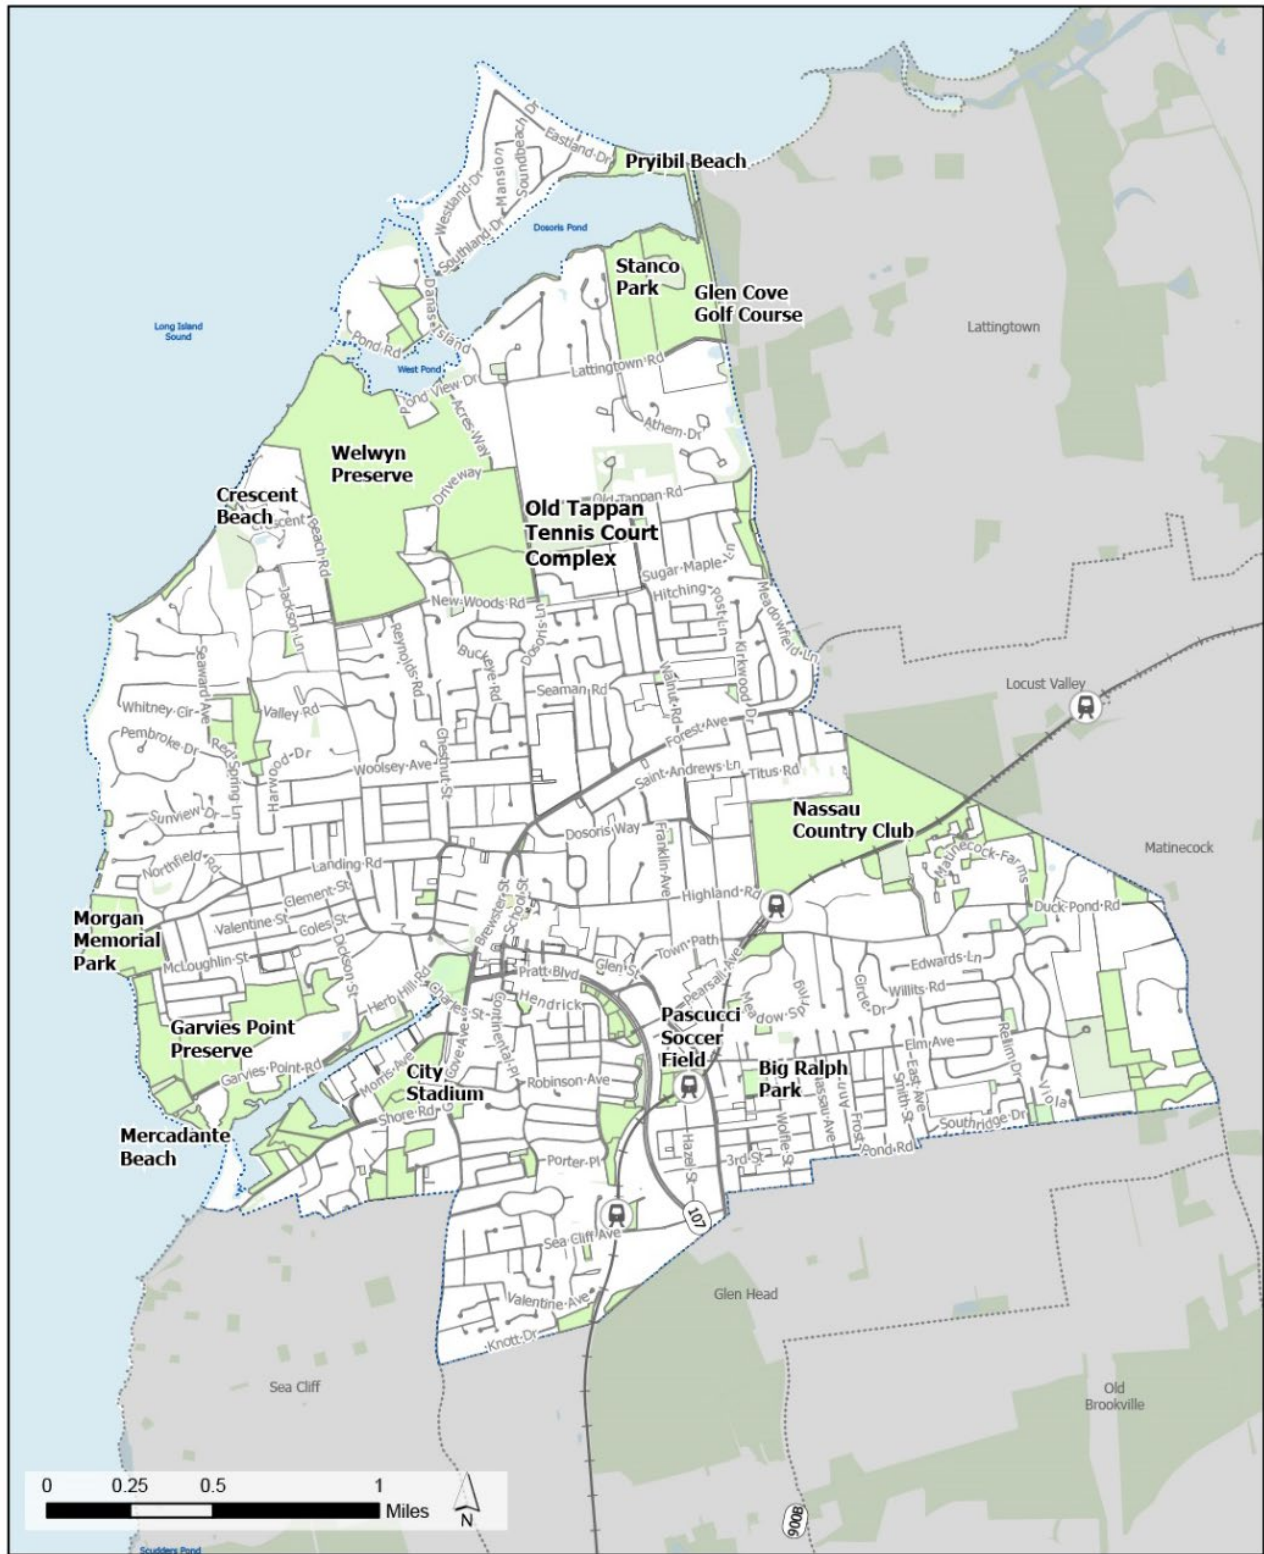 Eastland Dr
Soundbeach Dr
Mansion
Westland Dr
Southland Dr
Pryibil Beach
Dosoris Pond
Stanco
Park
Glen Cove
Golf Course
Danas Island
Long Island
Sound
Lattingtown
Pond Rd
West Pond
Lattingtown Rd
Pond View Dr
Acres Way
Athem Dr
Welwyn
Preserve
Driveway
Crescent
Beach
Crescent Beach Rd
Old Tappan Rd
Old Tappan
Tennis Court
Complex
Sugar Maple Ln
Hitching Post Ln
Meadowfield Ln
Jackson Ln
New Woods Rd
Dosoris Ln
Reynolds Rd
Buckeye Rd
Kirkwood Dr
Walnut Rd
Seaman Rd
Seaward Ave
Locust Valley
Whitney Cir
Valley Rd
Pembroke Dr
Red Spring Ln
Harwood Dr
Chestnut St
Forest Ave
Woolsey Ave
Saint Andrews Ln
Titus Rd
Nassau
Country Club
Sunview Dr
Dosoris Way
Franklin Ave
Matinecock
Matinecock Farms
Northfield Rd
Landing Rd
Clement St
Highland Rd
Brewster St
School St
Duck Pond Rd
Morgan
Memorial
Park
Valentine St
Coles St
Dickson St
McLoughlin St
Town Path
Glen St
Pearsall Ave
Pratt Blvd
Edwards Ln
Willits Rd
Circle Dr
Meadow Spring
Herb Hill Rd
Charles St
Continental Pl
Hendrick
Garvies Point
Preserve
Pascucci
Soccer
Field
Elm Ave
Rellim Dr
Garvies Point Rd
Morris Ave
Cove Ave
City
Stadium
Robinson Ave
Big Ralph
Park
East Ave
Smith St
Viola
Shore Rd
Nassau Ave
Ann
Frost
Wolfle St
Southridge Dr
Pond Rd
Mercadante
Beach
Porter Pl
Hazel St
3rd St
107
Sea Cliff Ave
Valentine Ave
Knott Dr
Glen Head
Sea Cliff
Old
Brookville
0 0.25 0.5 1
Miles
N
900B
Scudders Pond